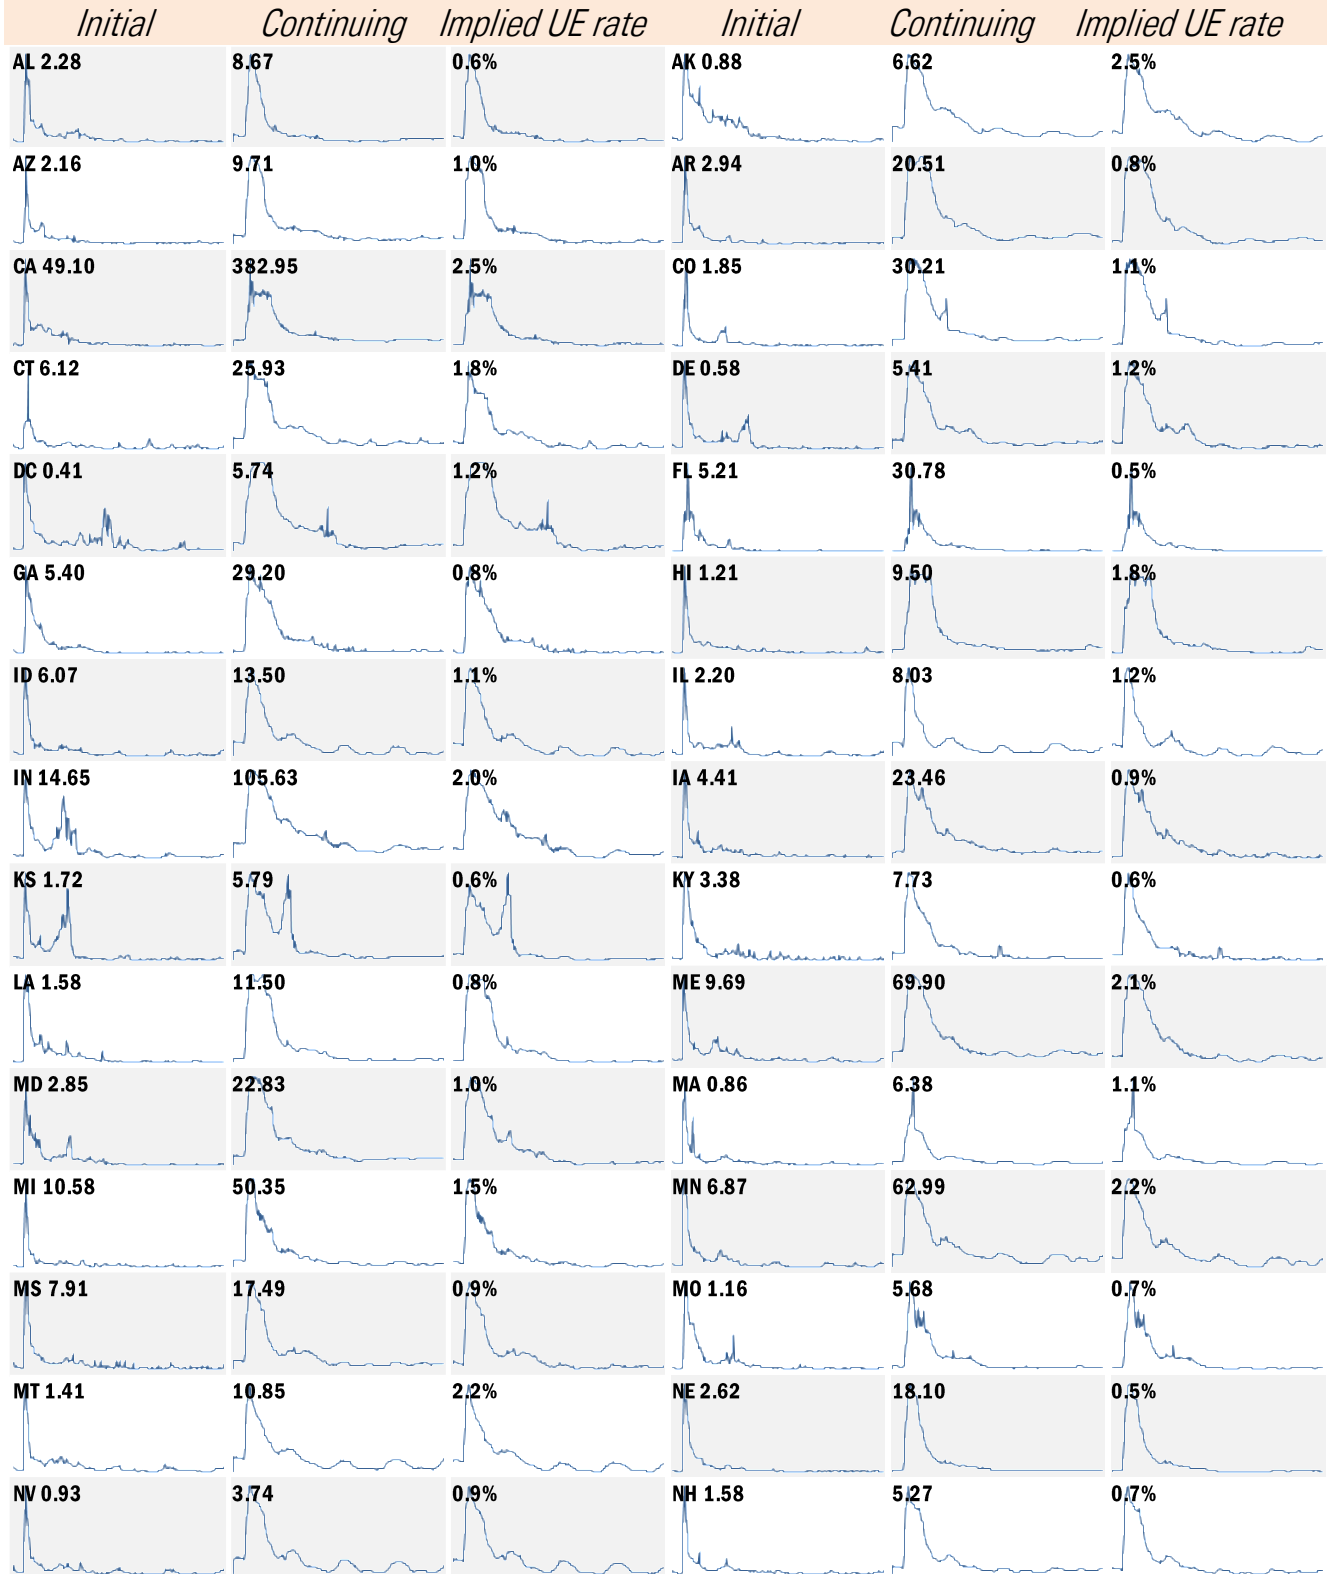 Initial Continuing Implied UE rate Initial Continuing Implied UE rate
AL 2.28 8.67 0.6% AK 0.88 6.62 2.5%
AZ 2.16 9.71 1.0% AR 2.94 20.51 0.8%
CA 49.10 382.95 2.5% CO 1.85 30.21 1.1%
CT 6.12 25.93 1.8% DE 0.58 5.41 1.2%
DC 0.41 5.74 1.2% FL 5.21 30.78 0.5%
GA 5.40 29.20 0.8% HI 1.21 9.50 1.8%
ID 6.07 13.50 1.1% IL 2.20 8.03 1.2%
IN 14.65 105.63 2.0% IA 4.41 23.46 0.9%
KS 1.72 5.79 0.6% KY 3.38 7.73 0.6%
LA 1.58 11.50 0.8% ME 9.69 69.90 2.1%
MD 2.85 22.83 1.0% MA 0.86 6.38 1.1%
MI 10.58 50.35 1.5% MN 6.87 62.99 2.2%
MS 7.91 17.49 0.9% MO 1.16 5.68 0.7%
MT 1.41 10.85 2.2% NE 2.62 18.10 0.5%
NV 0.93 3.74 0.9% NH 1.58 5.27 0.7%